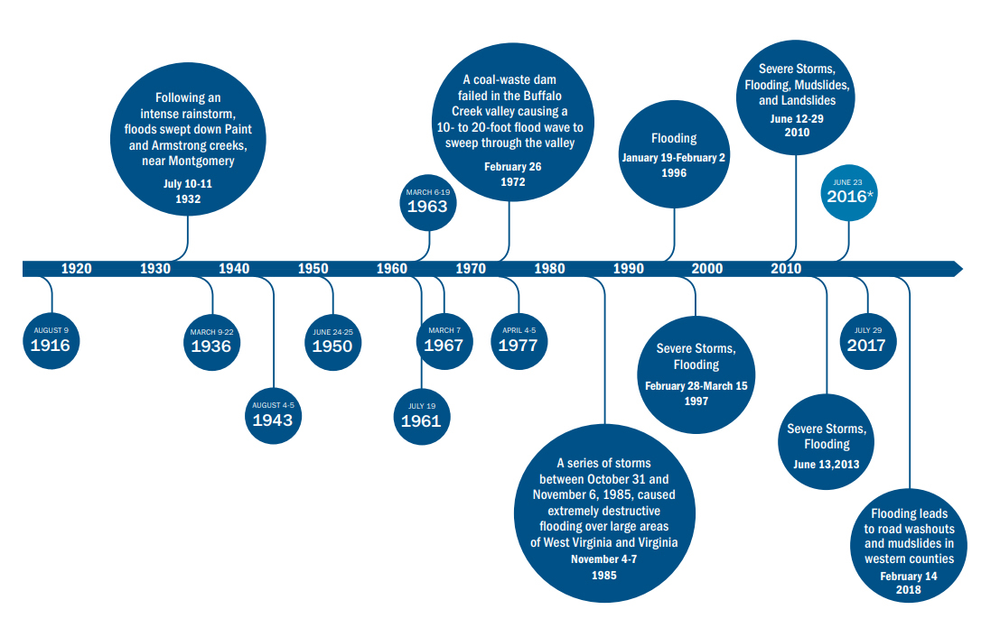 Following an
intense rainstorm,
floods swept down Paint
and Armstrong creeks,
near Montgomery
July 10-11
1932
MARCH 6-19
1963
A coal-waste dam
failed in the Buffalo
Creek valley causing a
10- to 20-foot flood wave to
sweep through the valley
February 26
1972
Flooding
January 19-February 2
1996
Severe Storms,
Flooding, Mudslides,
and Landslides
June 12-29
2010
JUNE 23
2016*
1920 1930 1940 1950 1960 1970 1980 1990 2000 2010
AUGUST 9
1916
MARCH 9-22
1936
AUGUST 4-5
1943
JUNE 24-25
1950
JULY 19
1961
MARCH 7
1967
APRIL 4-5
1977
A series of storms
between October 31 and
November 6, 1985, caused
extremely destructive
flooding over large areas
of West Virginia and Virginia
November 4-7
1985
Severe Storms,
Flooding
February 28-March 15
1997
Severe Storms,
Flooding
June 13,2013
JULY 29
2017
Flooding leads
to road washouts
and mudslides in
western counties
February 14
2018